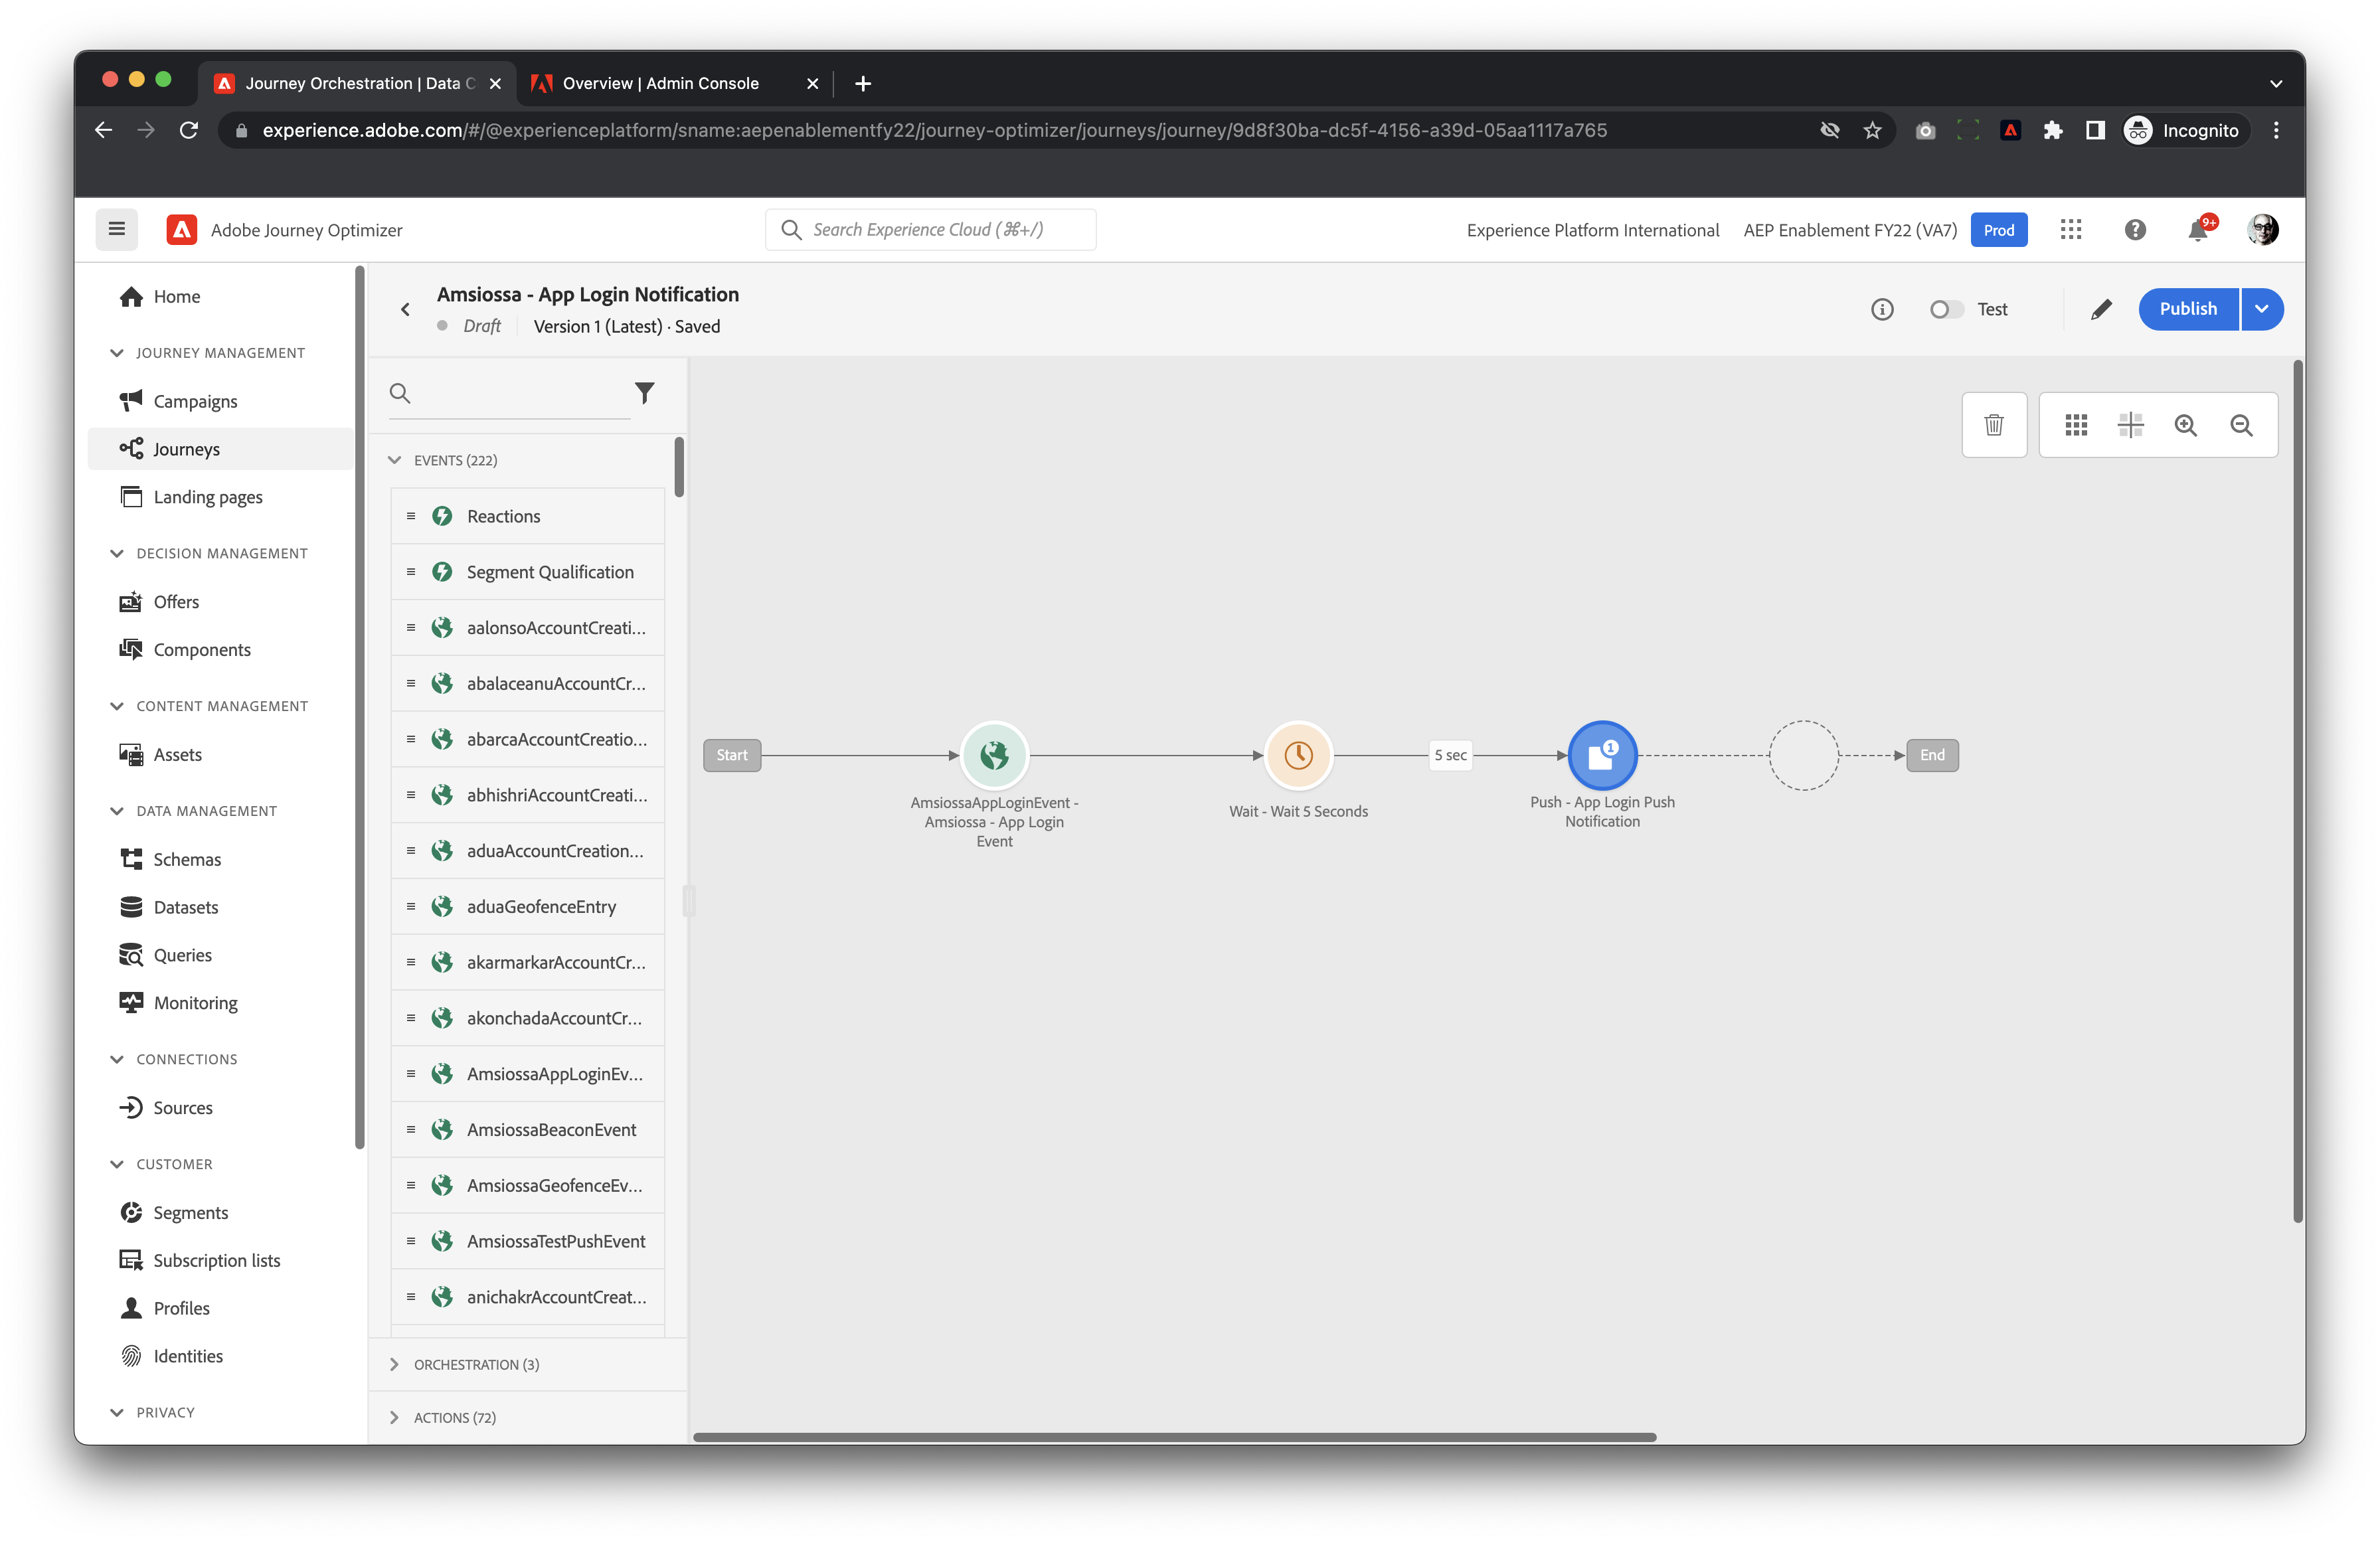 Journey Orchestration | Data C
Overview | Admin Console
experience.adobe.com/#/@experienceplatform/sname:aepenablementfy22/journey-optimizer/journeys/journey/9d8f30ba-dc5f-4156-a39d-05aa1117a765
Incognito
Adobe Journey Optimizer
Search Experience Cloud (⌘+/)
Experience Platform International
AEP Enablement FY22 (VA7)
Prod
9+
Home
JOURNEY MANAGEMENT
Campaigns
Journeys
Landing pages
DECISION MANAGEMENT
Offers
Components
CONTENT MANAGEMENT
Assets
DATA MANAGEMENT
Schemas
Datasets
Queries
Monitoring
CONNECTIONS
Sources
CUSTOMER
Segments
Subscription lists
Profiles
Identities
PRIVACY
Amsiossa - App Login Notification
Draft
Version 1 (Latest) · Saved
Test
Publish
EVENTS (222)
Reactions
Segment Qualification
aalonsoAccountCreati...
abalaceanuAccountCr...
abarcaAccountCreatio...
abhishriAccountCreati...
aduaAccountCreation...
aduaGeofenceEntry
akarmarkarAccountCr...
akonchadaAccountCr...
AmsiossaAppLoginEv...
AmsiossaBeaconEvent
AmsiossaGeofenceEv...
AmsiossaTestPushEvent
anichakrAccountCreat...
ORCHESTRATION (3)
ACTIONS (72)
Start
AmsiossaAppLoginEvent -
Amsiossa - App Login
Event
Wait - Wait 5 Seconds
5 sec
1
Push - App Login Push
Notification
End